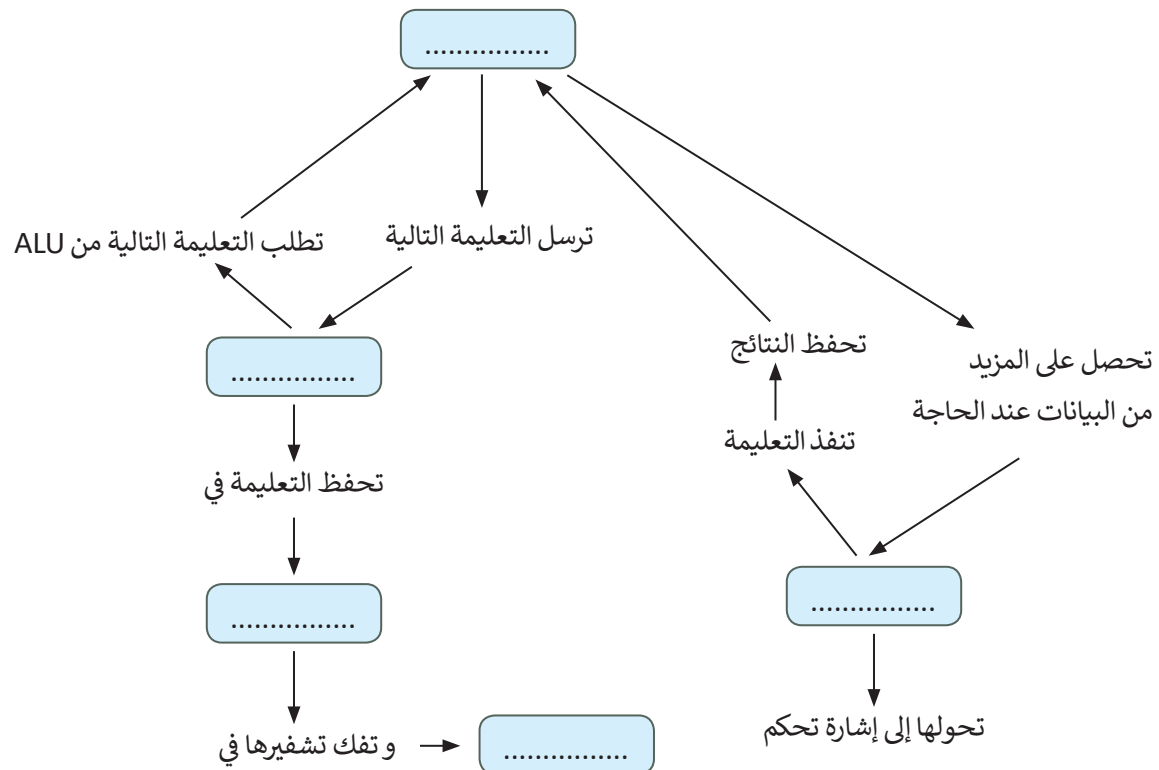 ................
ترسل التعليمة التالية
تطلب التعليمة التالية من ALU
................
تحفظ التعليمة في
................
و تفك تشفيرها في
................
تحصل على المزيد
من البيانات عند الحاجة
تحفظ النتائج
تنفذ التعليمة
................
تحولها إلى إشارة تحكم